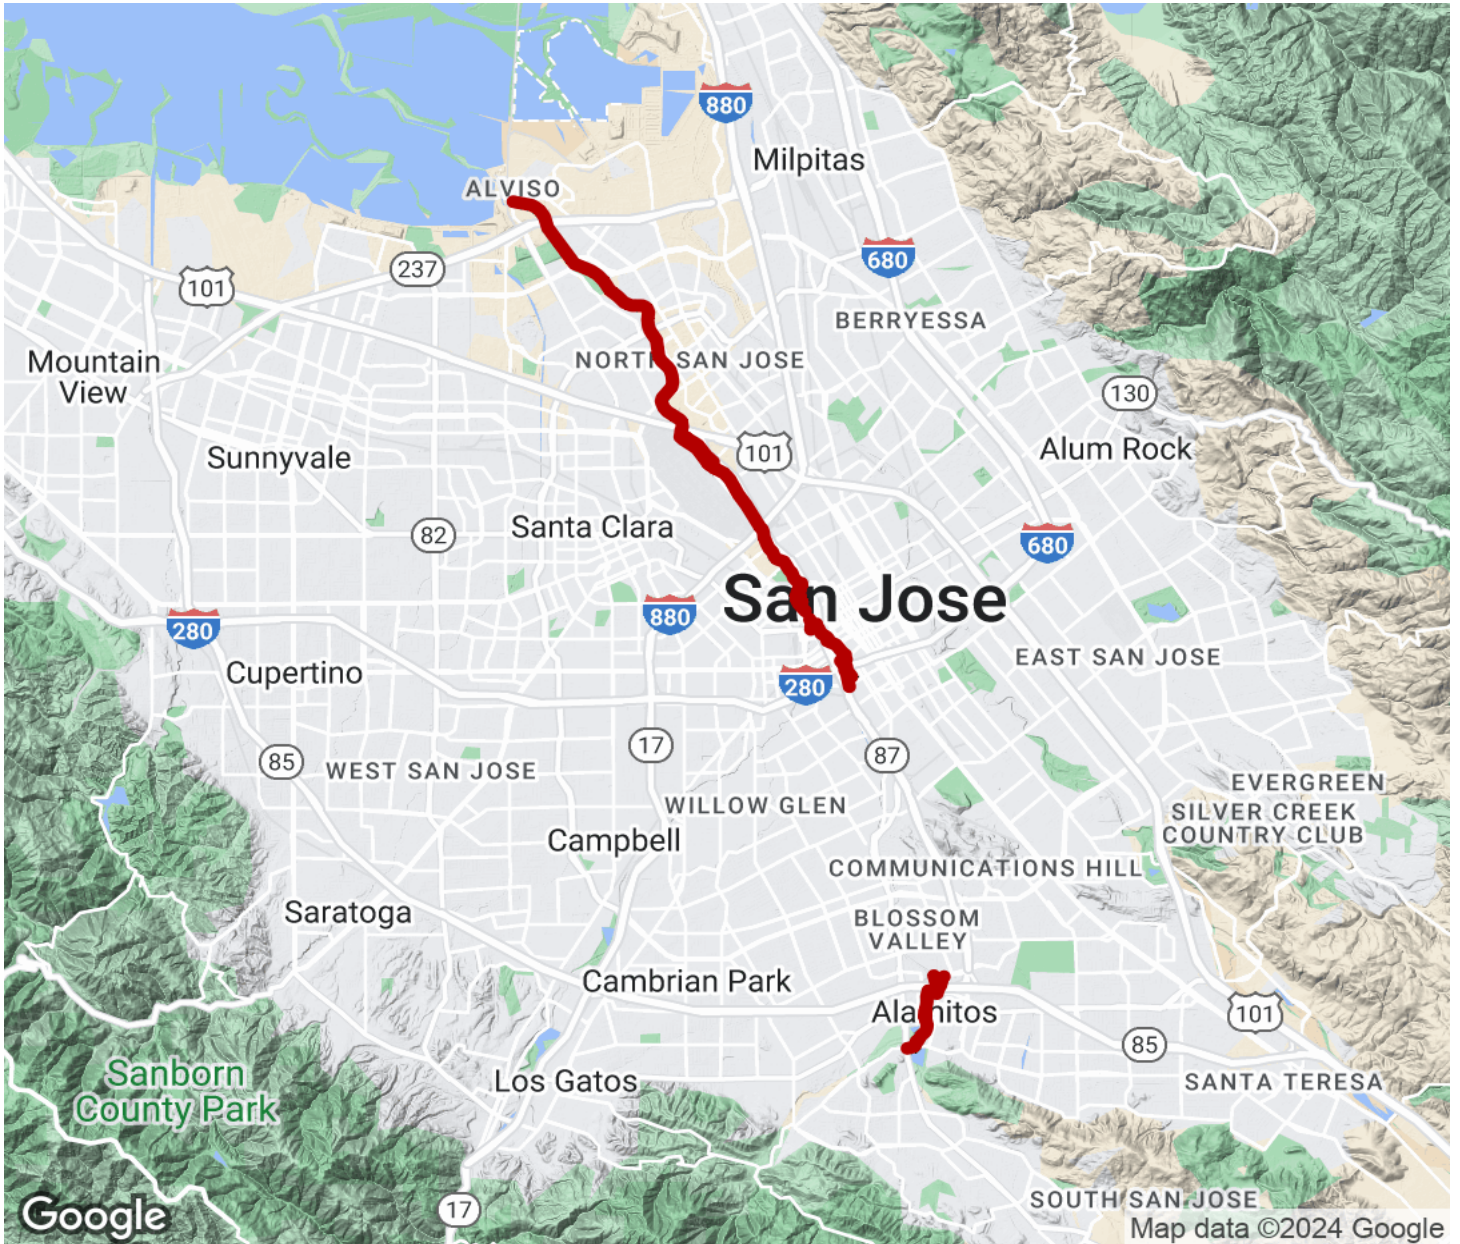 880
Milpitas
ALVISO
680
237
101
BERRYESSA
Mountain
View
NORTH SAN JOSE
130
Sunnyvale
101
Alum Rock
Santa Clara
82
680
San Jose
880
280
Cupertino
280
EAST SAN JOSE
17
87
85
WEST SAN JOSE
EVERGREEN
WILLOW GLEN
SILVER CREEK
COUNTRY CLUB
Campbell
COMMUNICATIONS HILL
Saratoga
BLOSSOM
VALLEY
Cambrian Park
Alamitos
101
85
Sanborn
County Park
Los Gatos
SANTA TERESA
17
SOUTH SAN JOSE
Google
Map data ©2024 Google